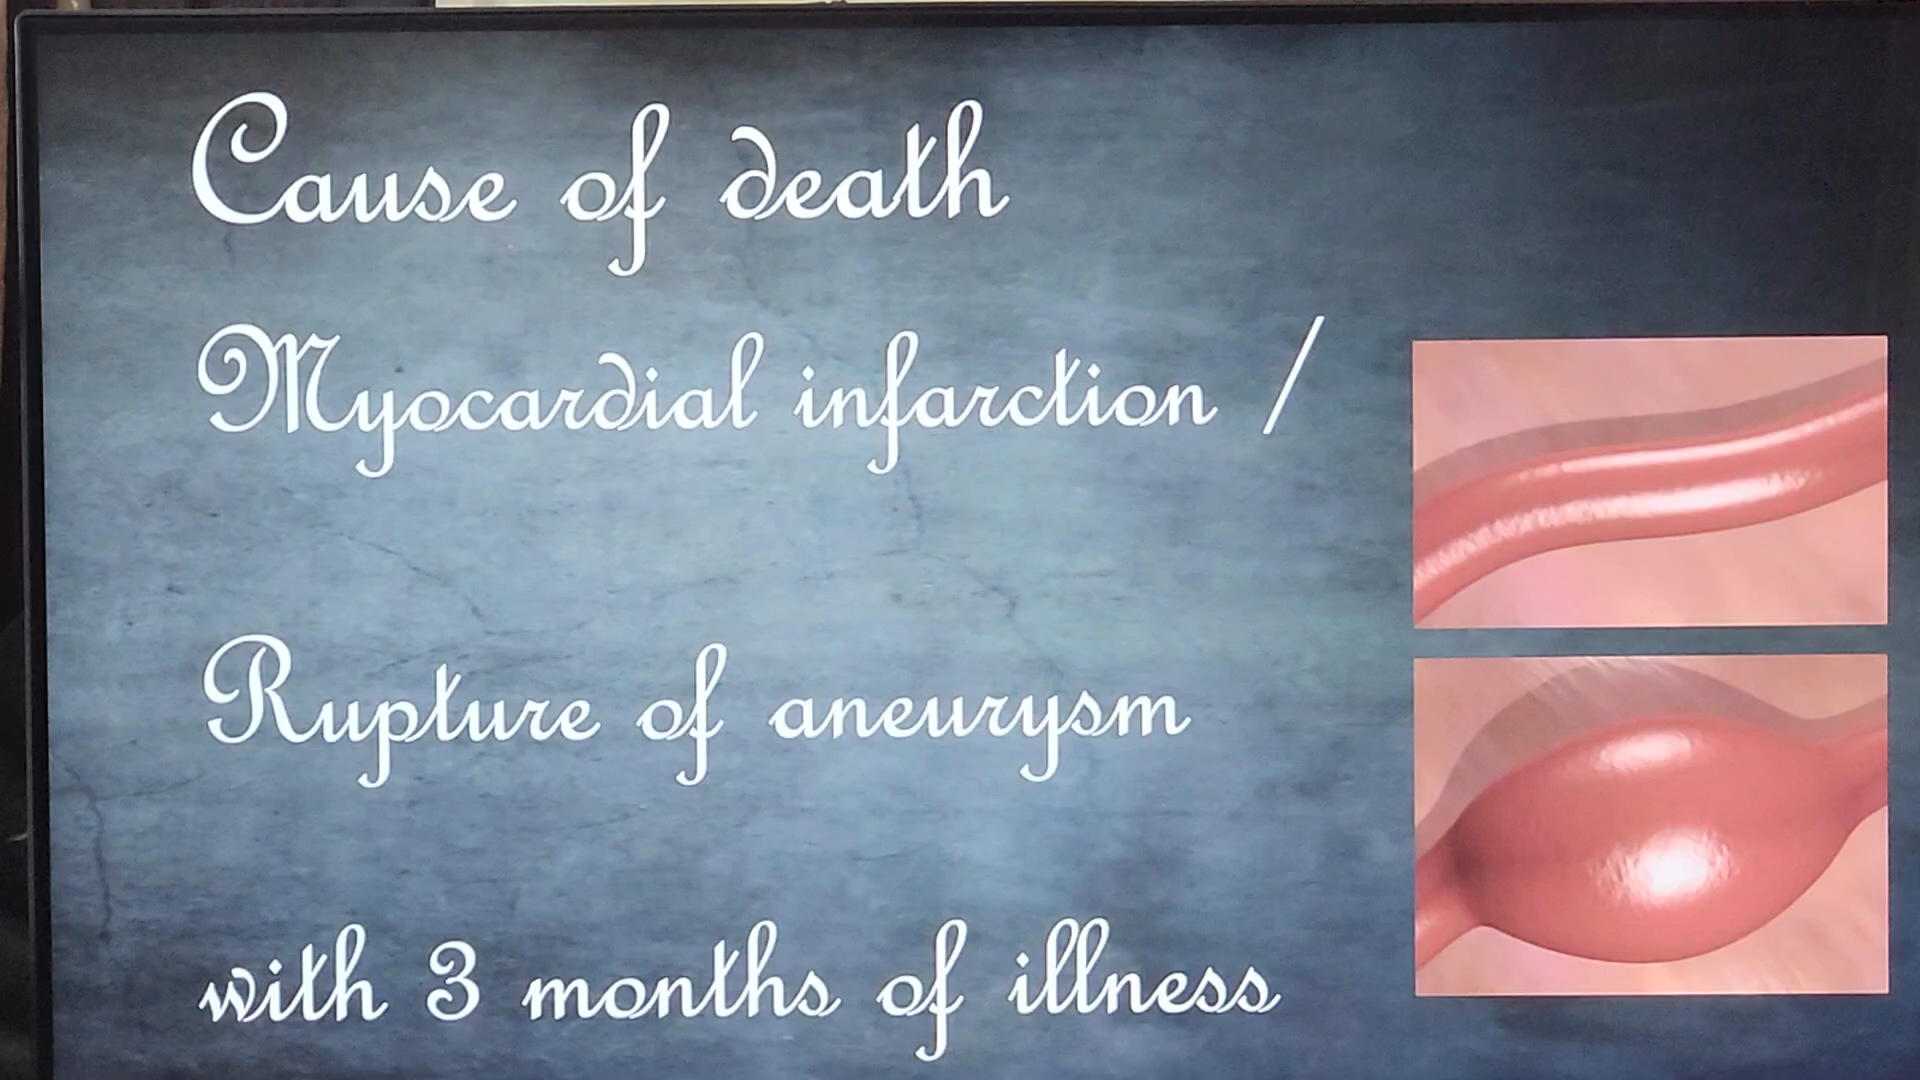 Cause of death
Myocardial infarction /
Rupture of aneurysm
with 3 months of illness